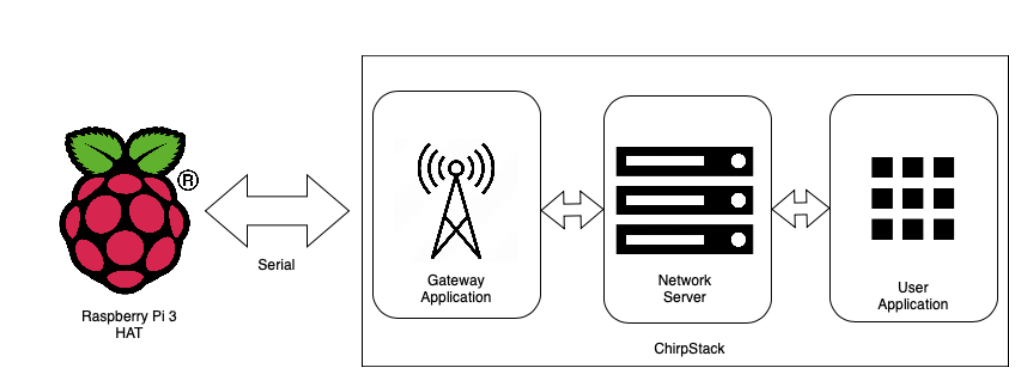 ®
Serial
Raspberry Pi 3
HAT
Gateway
Application
Network
Server
User
Application
ChirpStack